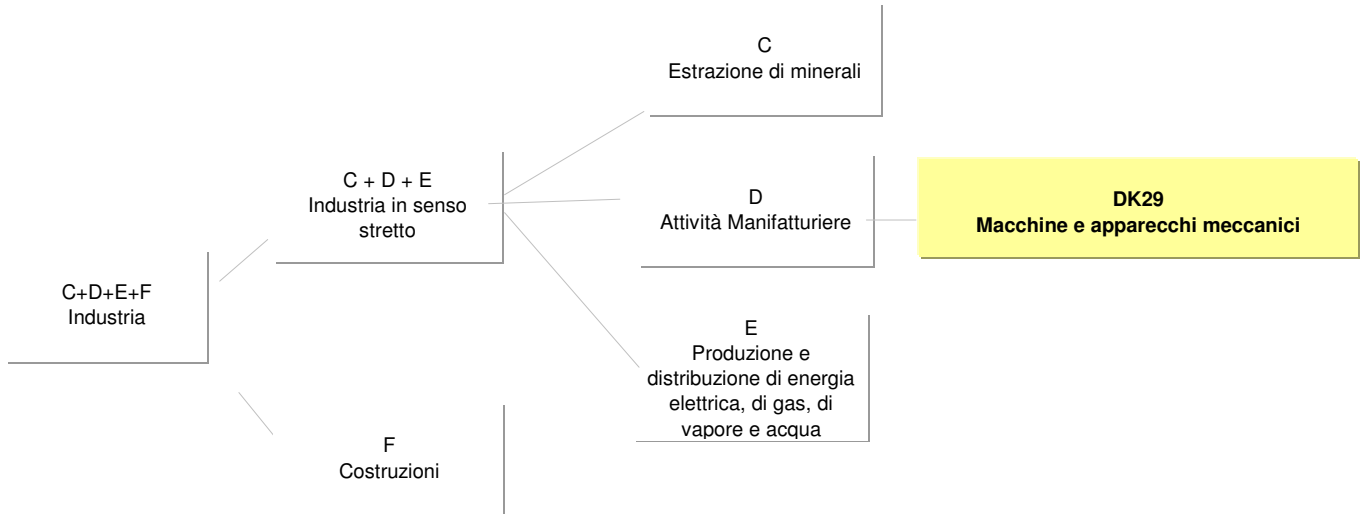 C+D+E+F
Industria
C + D + E
Industria in senso
stretto
F
Costruzioni
C
Estrazione di minerali
D
Attività Manifatturiere
E
Produzione e
distribuzione di energia
elettrica, di gas, di
vapore e acqua
DK29
Macchine e apparecchi meccanici